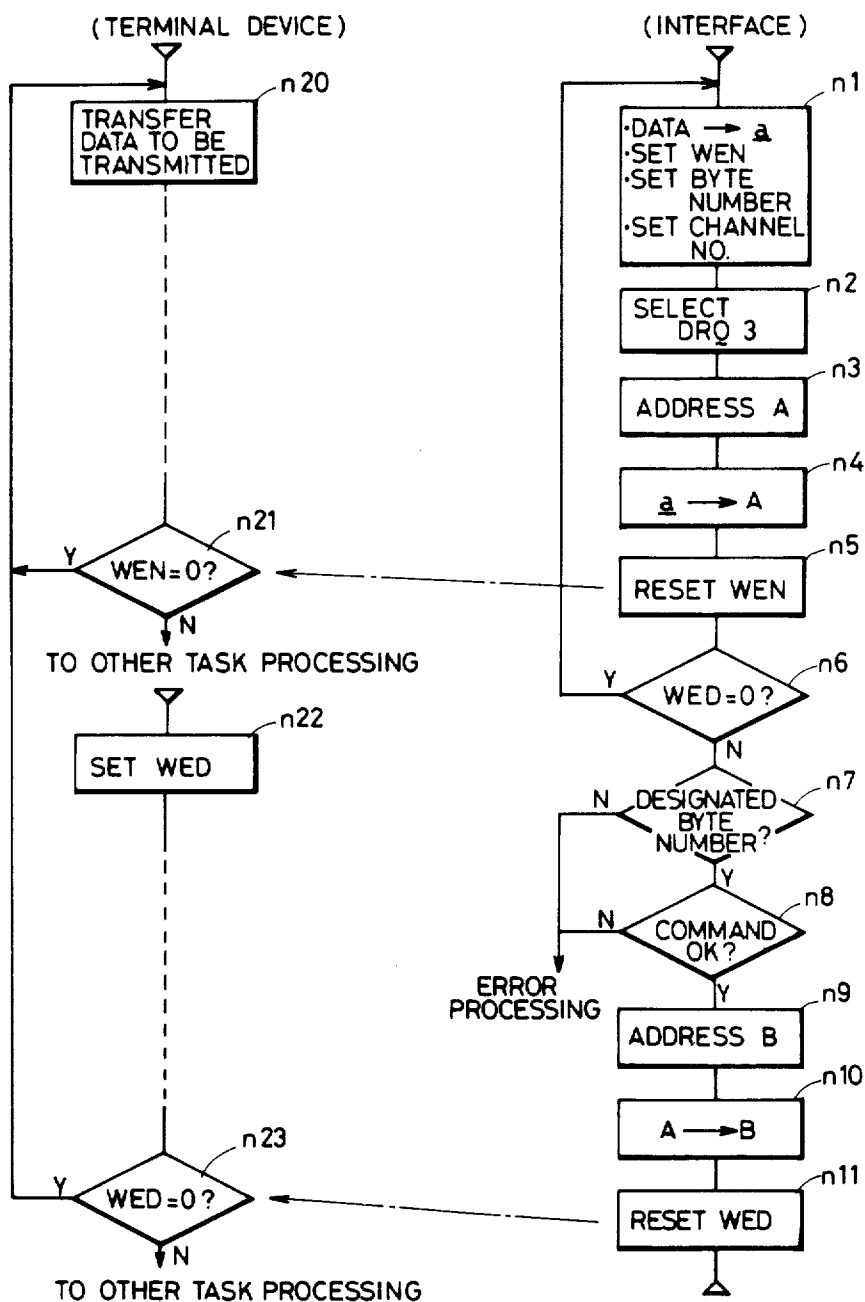 (TERMINAL DEVICE)
n20
TRANSFER
DATA TO BE
TRANSMITTED
n21
Y
WEN=0?
N
TO OTHER TASK PROCESSING
n22
SET WED
n23
Y
WED=0?
N
TO OTHER TASK PROCESSING
(INTERFACE)
n1
·DATA → a
·SET WEN
·SET BYTE
NUMBER
·SET CHANNEL
NO.
n2
SELECT
DRQ 3
n3
ADDRESS A
n4
a → A
n5
RESET WEN
n6
Y
WED=0?
N
n7
N
DESIGNATED
BYTE
NUMBER?
Y
n8
N
COMMAND
OK?
Y
ERROR
PROCESSING
n9
ADDRESS B
n10
A → B
n11
RESET WED